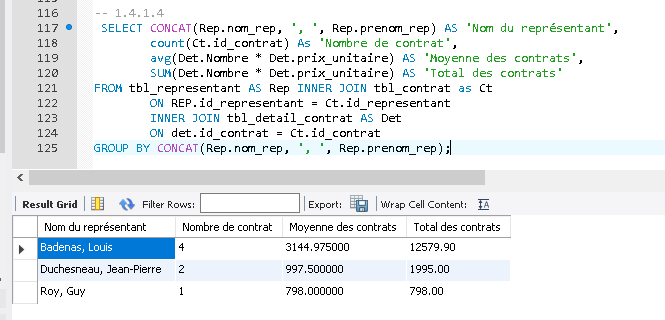 116 -- 1.4.1.4
117 SELECT CONCAT(Rep.nom_rep, ', ', Rep.prenom_rep) AS 'Nom du représentant',
118 count(Ct.id_contrat) As 'Nombre de contrat',
119 avg(Det.Nombre * Det.prix_unitaire) AS 'Moyenne des contrats',
120 SUM(Det.Nombre * Det.prix_unitaire) AS 'Total des contrats'
121 FROM tbl_representant AS Rep INNER JOIN tbl_contrat as Ct
122 ON REP.id_representant = Ct.id_representant
123 INNER JOIN tbl_detail_contrat AS Det
124 ON det.id_contrat = Ct.id_contrat
125 GROUP BY CONCAT(Rep.nom_rep, ', ', Rep.prenom_rep);
Result Grid Filter Rows: Export: Wrap Cell Content: IA
Nom du représentant Nombre de contrat Moyenne des contrats Total des contrats
Badenas, Louis 4 3144.975000 12579.90
Duchesneau, Jean-Pierre 2 997.500000 1995.00
Roy, Guy 1 798.000000 798.00